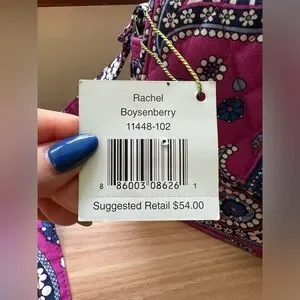 Rachel
Boysenberry
11448-102
8 86003 08626 1
Suggested Retail $54.00